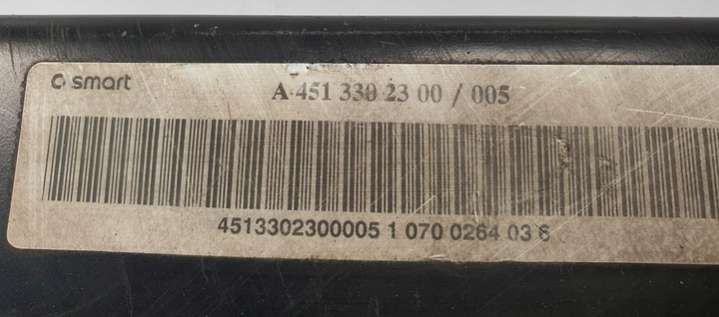 smart
A 451 330 23 00 / 005
4513302300005 1 070 0264 03 6